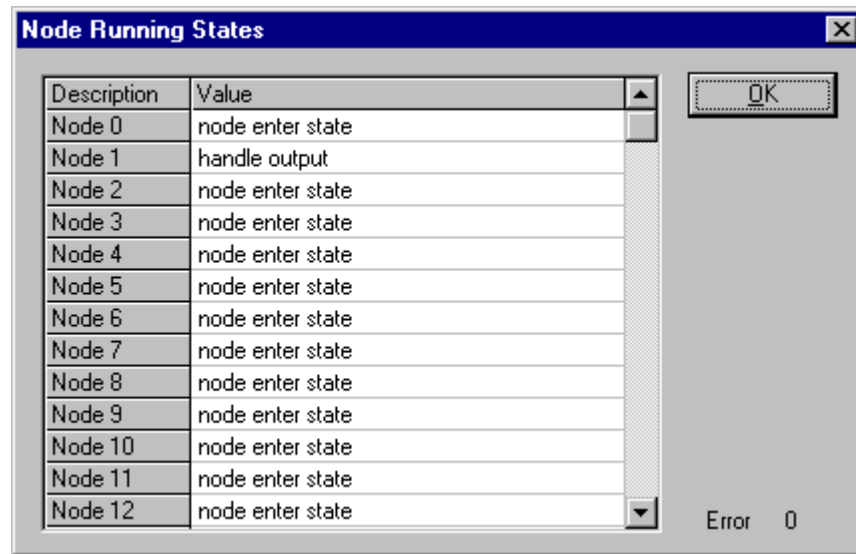 Node Running States
OK
Description Value
Node 0 node enter state
Node 1 handle output
Node 2 node enter state
Node 3 node enter state
Node 4 node enter state
Node 5 node enter state
Node 6 node enter state
Node 7 node enter state
Node 8 node enter state
Node 9 node enter state
Node 10 node enter state
Node 11 node enter state
Node 12 node enter state
Error 0